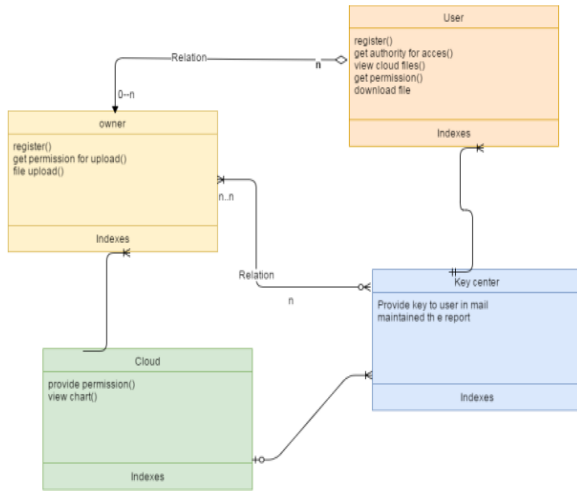 User
register()
get authority for acces()
view cloud files()
get permission()
download file
Indexes
Relation
n
0--n
owner
register()
get permission for upload()
file upload()
Indexes
n..n
Relation
n
Key center
Provide key to user in mail
maintained th e report
Indexes
Cloud
provide permission()
view chart()
Indexes